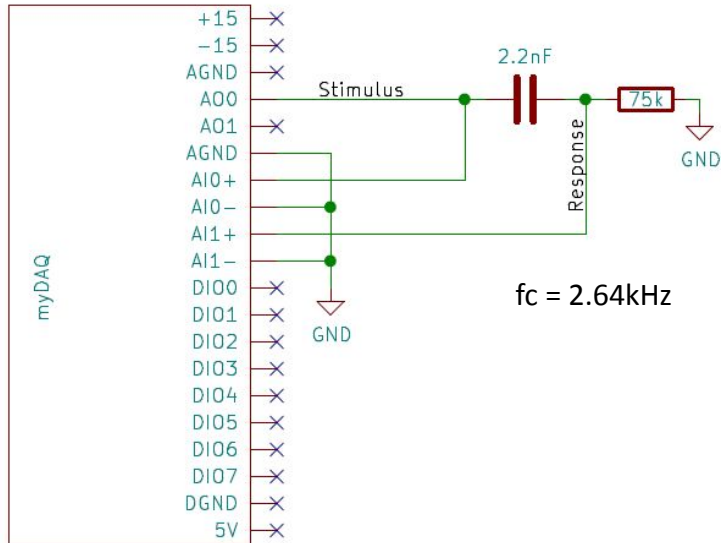 +15
-15
AGND
AO0
AO1
AGND
AI0+
AI0-
AI1+
AI1-
DIO0
DIO1
DIO2
DIO3
DIO4
DIO5
DIO6
DIO7
DGND
5V
myDAQ
Stimulus
2.2nF
75k
GND
Response
GND
fc = 2.64kHz